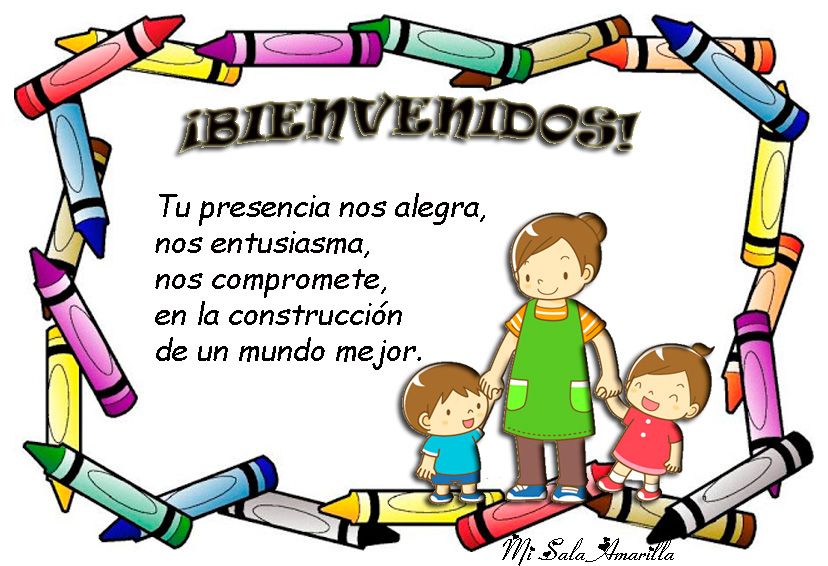 ¡BIENVENIDOS!
Tu presencia nos alegra,
nos entusiasma,
nos compromete,
en la construcción
de un mundo mejor.
Mi Sala Amarilla